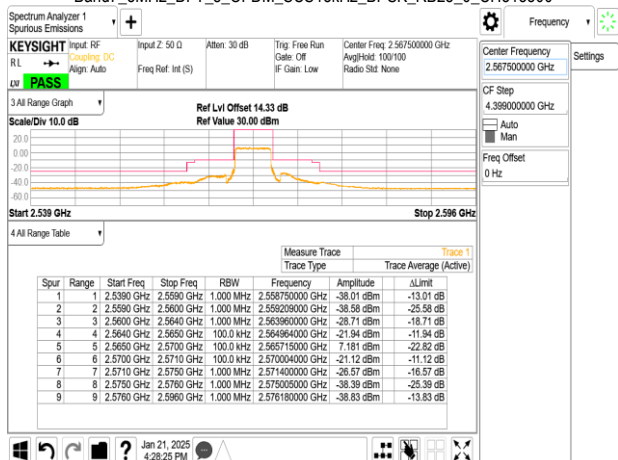 Spectrum Analyzer 1
Spurious Emissions
Frequency
KEYSIGHT
Input: RF
Coupling: DC
Align: Auto
Input Z: 50 Ω
Freq Ref: Int (S)
Atten: 30 dB
Trig: Free Run
Gate: Off
IF Gain: Low
Center Freq: 2.567500000 GHz
Avg|Hold: 100/100
Radio Std: None
RL
LXI
PASS
Center Frequency
2.567500000 GHz
Settings
CF Step
4.399000000 GHz
Auto
Man
Freq Offset
0 Hz
3 All Range Graph
Scale/Div 10.0 dB
Ref Lvl Offset 14.33 dB
Ref Value 30.00 dBm
20.0
0.00
-20.0
-40.0
-60.0
Start 2.539 GHz
Stop 2.596 GHz
4 All Range Table
Measure Trace Trace 1
Trace Type Trace Average (Active)
Spur Range Start Freq Stop Freq RBW Frequency Amplitude ΔLimit
1 1 2.5390 GHz 2.5590 GHz 1.000 MHz 2.558750000 GHz -38.01 dBm -13.01 dB
2 2 2.5590 GHz 2.5600 GHz 1.000 MHz 2.559209000 GHz -38.58 dBm -25.58 dB
3 3 2.5600 GHz 2.5640 GHz 1.000 MHz 2.563960000 GHz -28.71 dBm -18.71 dB
4 4 2.5640 GHz 2.5650 GHz 100.0 kHz 2.564964000 GHz -21.94 dBm -11.94 dB
5 5 2.5650 GHz 2.5700 GHz 100.0 kHz 2.565715000 GHz 7.181 dBm -22.82 dB
6 6 2.5700 GHz 2.5710 GHz 100.0 kHz 2.570004000 GHz -21.12 dBm -11.12 dB
7 7 2.5710 GHz 2.5750 GHz 1.000 MHz 2.571400000 GHz -26.57 dBm -16.57 dB
8 8 2.5750 GHz 2.5760 GHz 1.000 MHz 2.575005000 GHz -38.39 dBm -25.39 dB
9 9 2.5760 GHz 2.5960 GHz 1.000 MHz 2.576180000 GHz -38.83 dBm -13.83 dB
?
Jan 21, 2025
4:28:25 PM